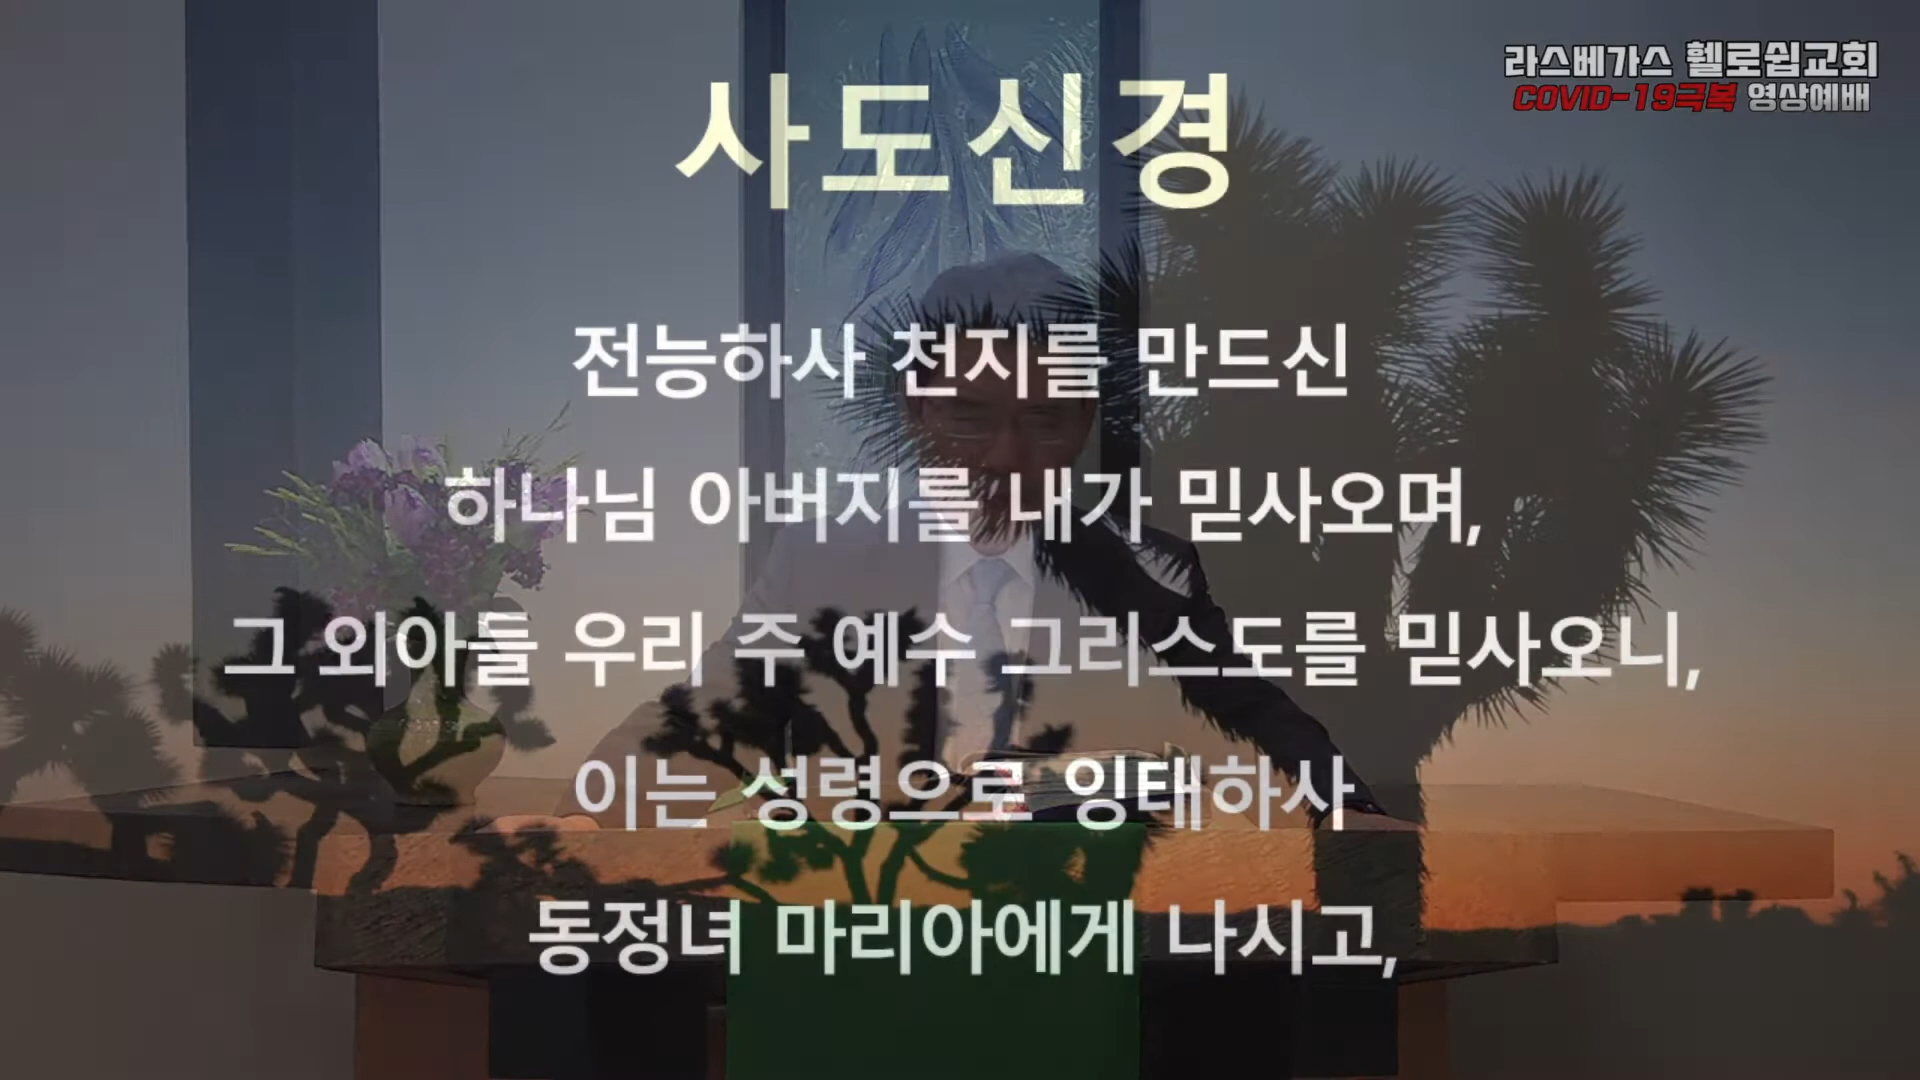 라스베가스 휄로쉽교회
COVID-19극복 영상예배
사도신경
전능하사 천지를 만드신
하나님 아버지를 내가 믿사오며,
그 외아들 우리 주 예수 그리스도를 믿사오니,
이는 성령으로 잉태하사
동정녀 마리아에게 나시고,